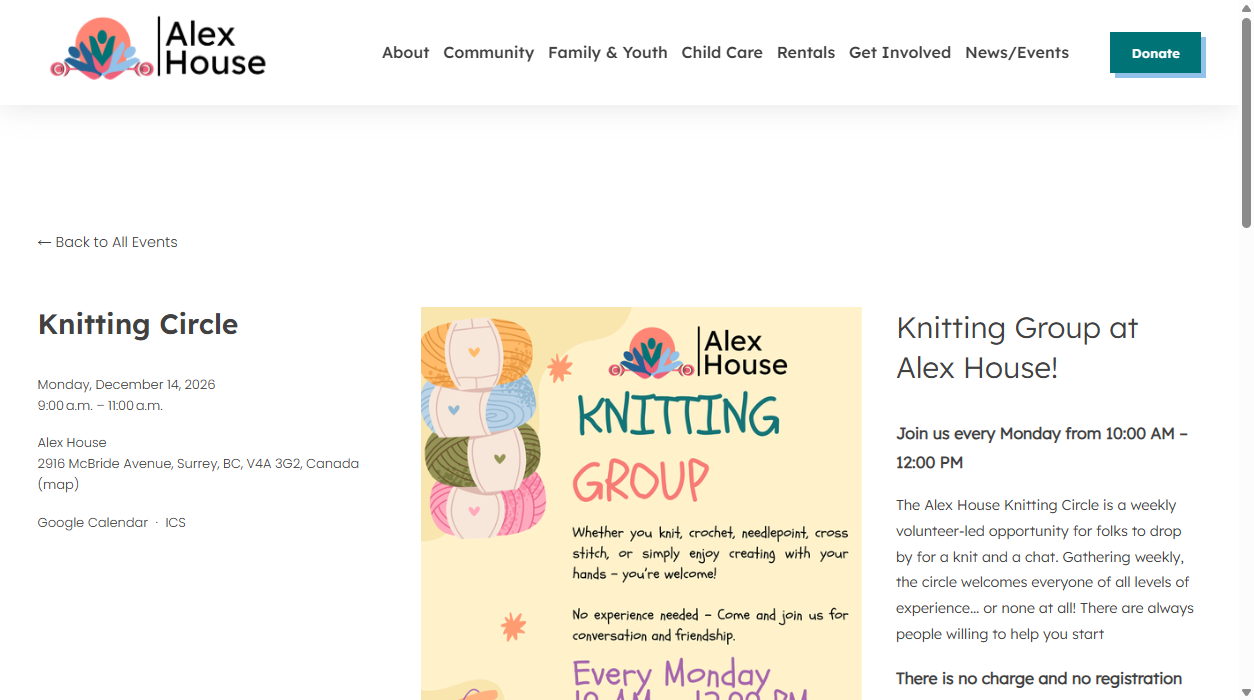 Alex
House
About Community Family & Youth Child Care Rentals Get Involved News/Events
Donate
← Back to All Events
Knitting Circle
Monday, December 14, 2026
9:00 a.m. – 11:00 a.m.
Alex House
2916 McBride Avenue, Surrey, BC, V4A 3G2, Canada
(map)
Google Calendar · ICS
Alex
House
KNITTING
GROUP
Whether you knit, crochet, needlepoint, cross
stitch, or simply enjoy creating with your
hands – you're welcome!
No experience needed – Come and join us for
conversation and friendship.
Every Monday
10 AM – 12:00 PM
Knitting Group at
Alex House!
Join us every Monday from 10:00 AM –
12:00 PM
The Alex House Knitting Circle is a weekly
volunteer-led opportunity for folks to drop
by for a knit and a chat. Gathering weekly,
the circle welcomes everyone of all levels of
experience... or none at all! There are always
people willing to help you start
There is no charge and no registration